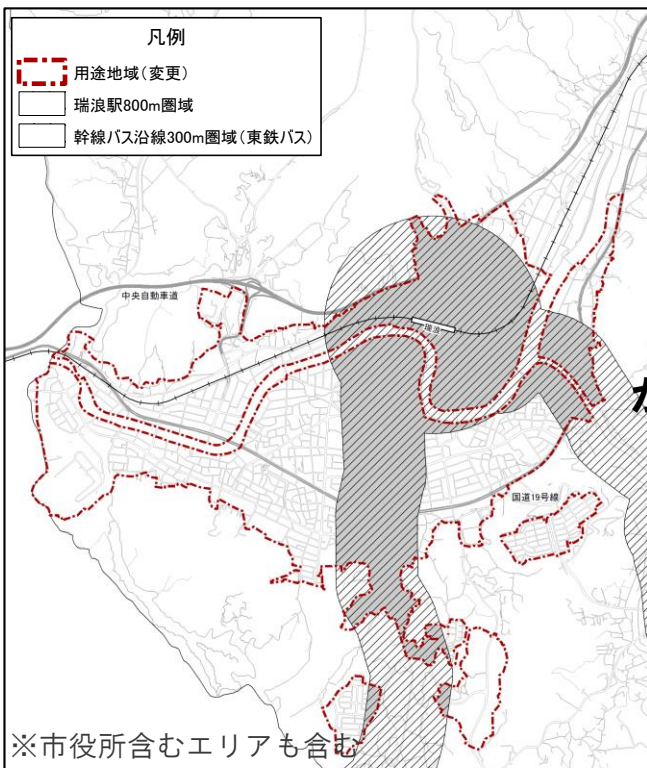 凡例
用途地域(変更)
瑞浪駅800m圏域
幹線バス沿線300m圏域(東鉄バス)
中央自動車道
瑞浪
国道19号線
※市役所含むエリアも含む